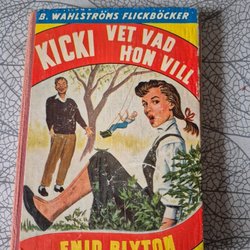 B. WAHLSTRÖMS FLICKBÖCKER
KICKI VET VAD
HON VILL
ENID BLYTON